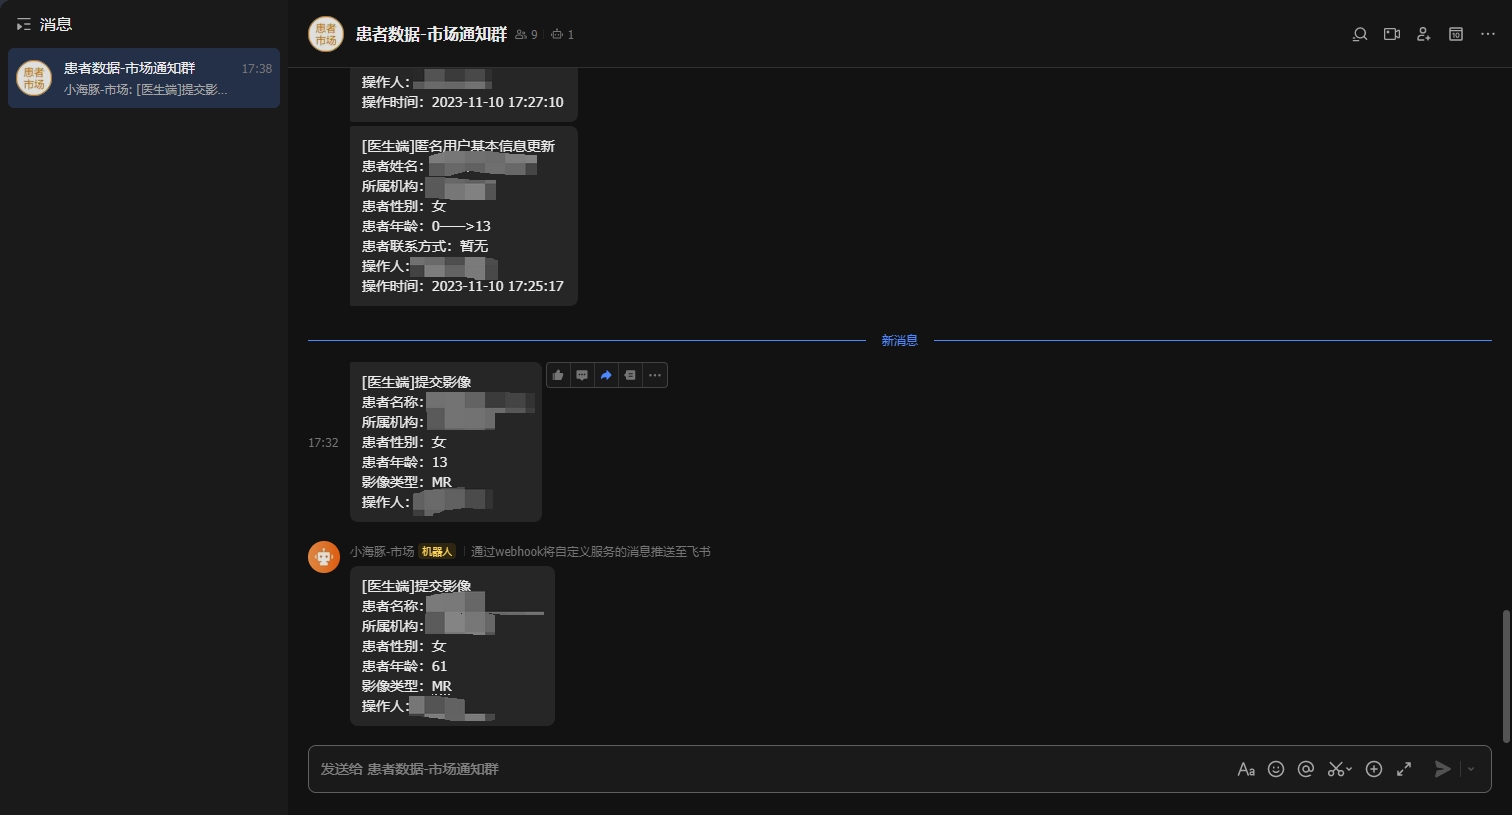 消息
患者数据-市场通知群 17:38
小海豚-市场: [医生端]提交影...
患者
市场
患者
市场
患者数据-市场通知群 9 1
10
操作人：
操作时间：2023-11-10 17:27:10
[医生端]匿名用户基本信息更新
患者姓名：
所属机构：
患者性别：女
患者年龄：0——>13
患者联系方式：暂无
操作人：
操作时间：2023-11-10 17:25:17
新消息
[医生端]提交影像
患者名称：
所属机构：
17:32 患者性别：女
患者年龄：13
影像类型：MR
操作人：
小海豚-市场 机器人 通过webhook将自定义服务的消息推送至飞书
[医生端]提交影像
患者名称：
所属机构：
患者性别：女
患者年龄：61
影像类型：MR
操作人：
发送给 患者数据-市场通知群
Aa